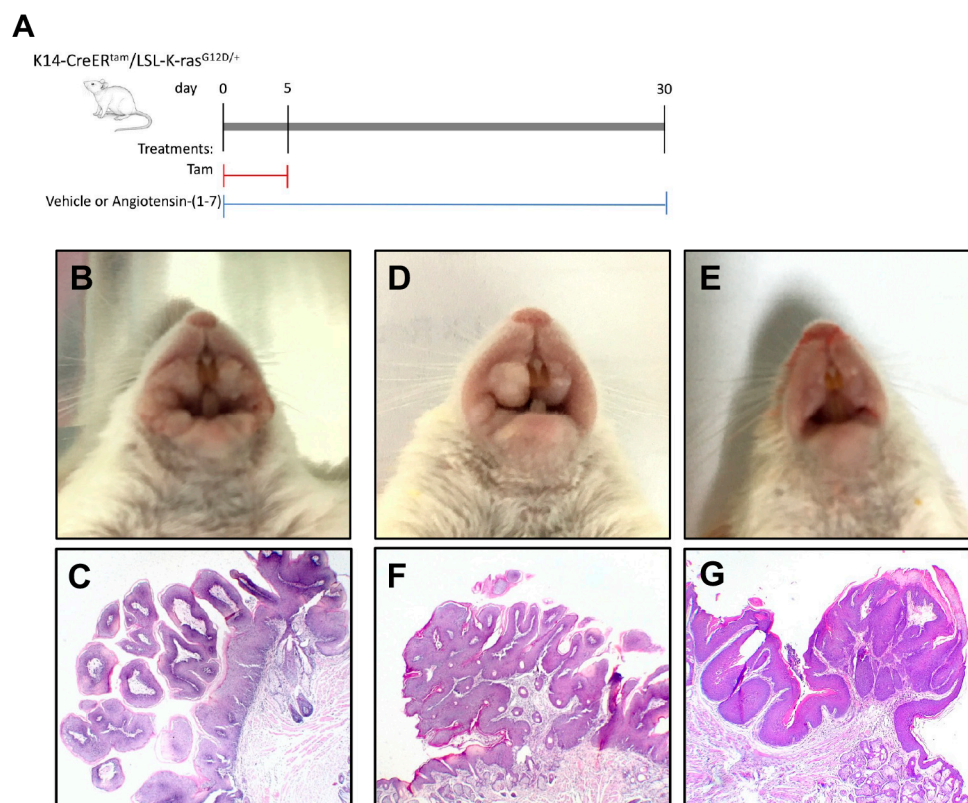 A
K14-CreERtam/LSL-K-rasG12D/+
day 0 5 30
Treatments:
Tam
Vehicle or Angiotensin-(1-7)
B D E
C F G